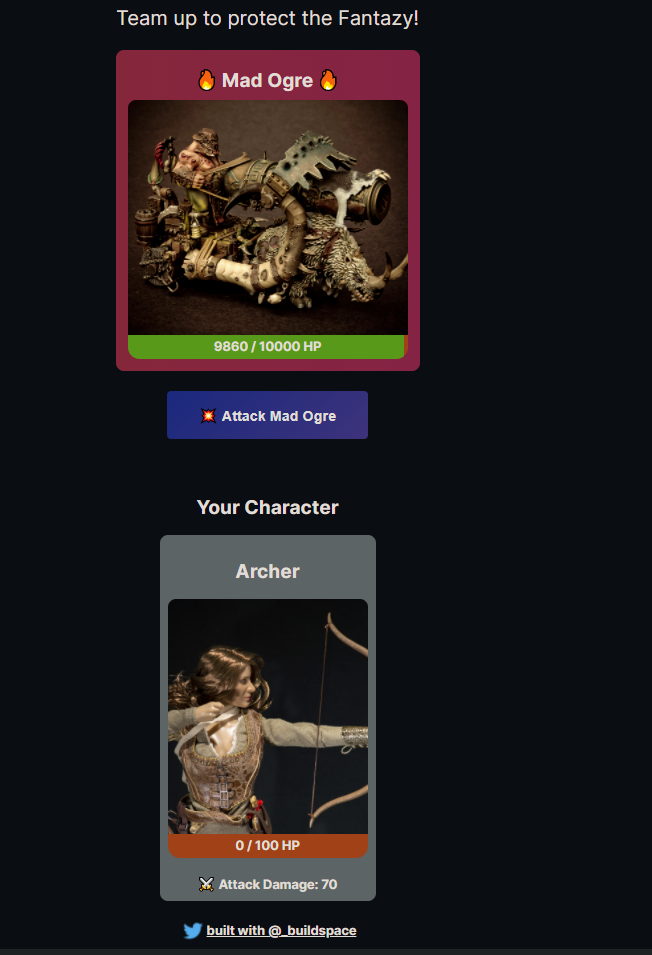 Team up to protect the Fantazy!
🔥 Mad Ogre 🔥
9860 / 10000 HP
💥 Attack Mad Ogre
Your Character
Archer
0 / 100 HP
⚔️ Attack Damage: 70
built with @_buildspace